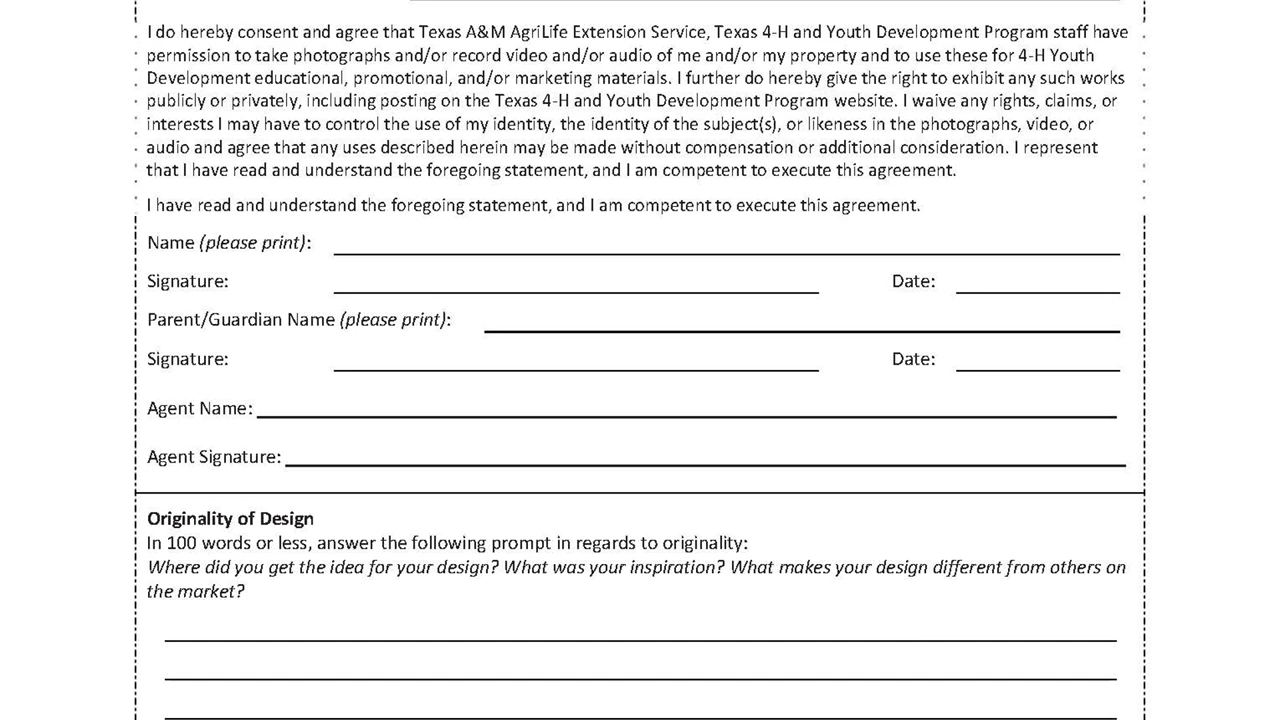 I do hereby consent and agree that Texas A&M AgriLife Extension Service, Texas 4-H and Youth Development Program staff have
permission to take photographs and/or record video and/or audio of me and/or my property and to use these for 4-H Youth
Development educational, promotional, and/or marketing materials. I further do hereby give the right to exhibit any such works
publicly or privately, including posting on the Texas 4-H and Youth Development Program website. I waive any rights, claims, or
interests I may have to control the use of my identity, the identity of the subject(s), or likeness in the photographs, video, or
audio and agree that any uses described herein may be made without compensation or additional consideration. I represent
that I have read and understand the foregoing statement, and I am competent to execute this agreement.
I have read and understand the foregoing statement, and I am competent to execute this agreement.
Name (please print):
Signature: Date:
Parent/Guardian Name (please print):
Signature: Date:
Agent Name:
Agent Signature:
Originality of Design
In 100 words or less, answer the following prompt in regards to originality:
Where did you get the idea for your design? What was your inspiration? What makes your design different from others on
the market?